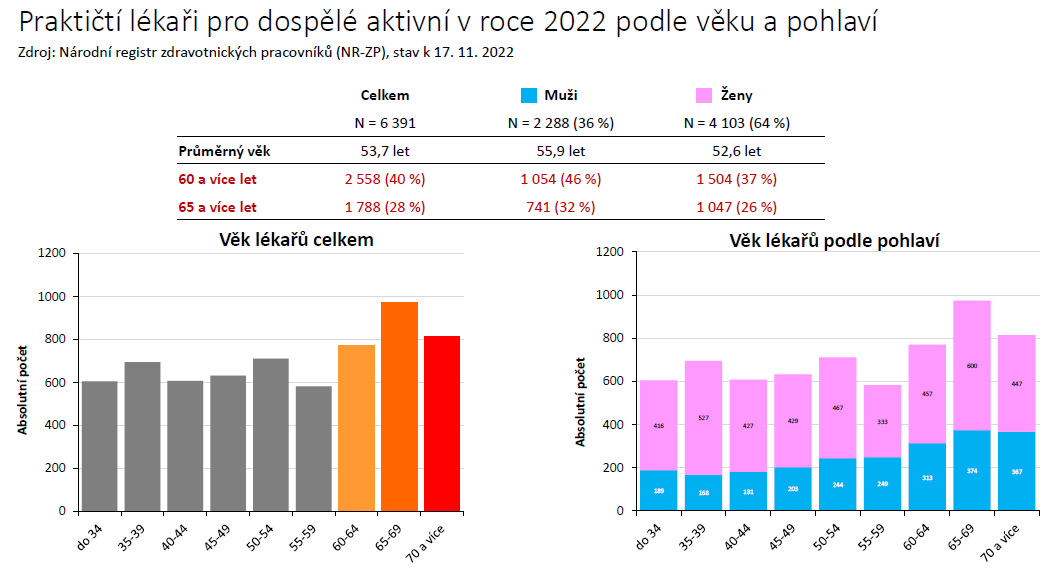 Praktičtí lékaři pro dospělé aktivní v roce 2022 podle věku a pohlaví
Zdroj: Národní registr zdravotnických pracovníků (NR-ZP), stav k 17. 11. 2022
Celkem Muži Ženy
N = 6 391 N = 2 288 (36 %) N = 4 103 (64 %)
Průměrný věk 53,7 let 55,9 let 52,6 let
60 a více let 2 558 (40 %) 1 054 (46 %) 1 504 (37 %)
65 a více let 1 788 (28 %) 741 (32 %) 1 047 (26 %)
Věk lékařů celkem
Absolutní počet
1200
1000
800
600
400
200
0
do 34 35-39 40-44 45-49 50-54 55-59 60-64 65-69 70 a více
Věk lékařů podle pohlaví
Absolutní počet
1200
1000
800
600
400
200
0
416 527 427 429 467 333 457 600 447
189 168 181 203 244 249 313 374 367
do 34 35-39 40-44 45-49 50-54 55-59 60-64 65-69 70 a více